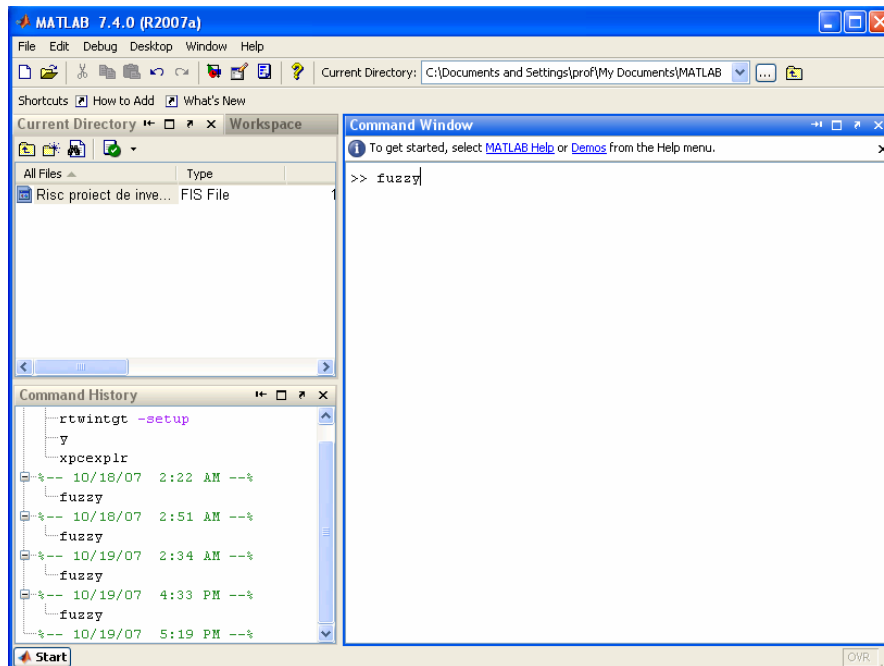 MATLAB 7.4.0 (R2007a)
File Edit Debug Desktop Window Help
Current Directory: C:\Documents and Settings\prof\My Documents\MATLAB
Shortcuts How to Add What's New
Current Directory Workspace
All Files Type
Risc proiect de inve... FIS File 1
Command History
rtwintgt -setup
y
xpcexplr
%-- 10/18/07 2:22 AM --%
fuzzy
%-- 10/18/07 2:51 AM --%
fuzzy
%-- 10/19/07 2:34 AM --%
fuzzy
%-- 10/19/07 4:33 PM --%
fuzzy
%-- 10/19/07 5:19 PM --%
Command Window
To get started, select MATLAB Help or Demos from the Help menu.
>> fuzzy
Start
OVR